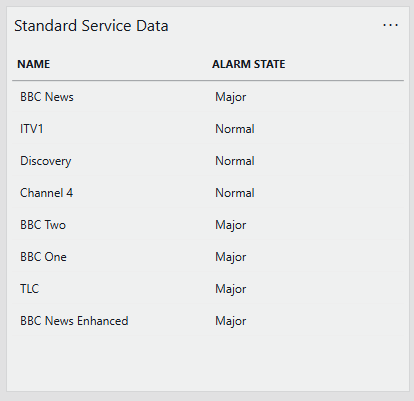 Standard Service Data
NAME ALARM STATE
BBC News Major
ITV1 Normal
Discovery Normal
Channel 4 Normal
BBC Two Major
BBC One Major
TLC Major
BBC News Enhanced Major